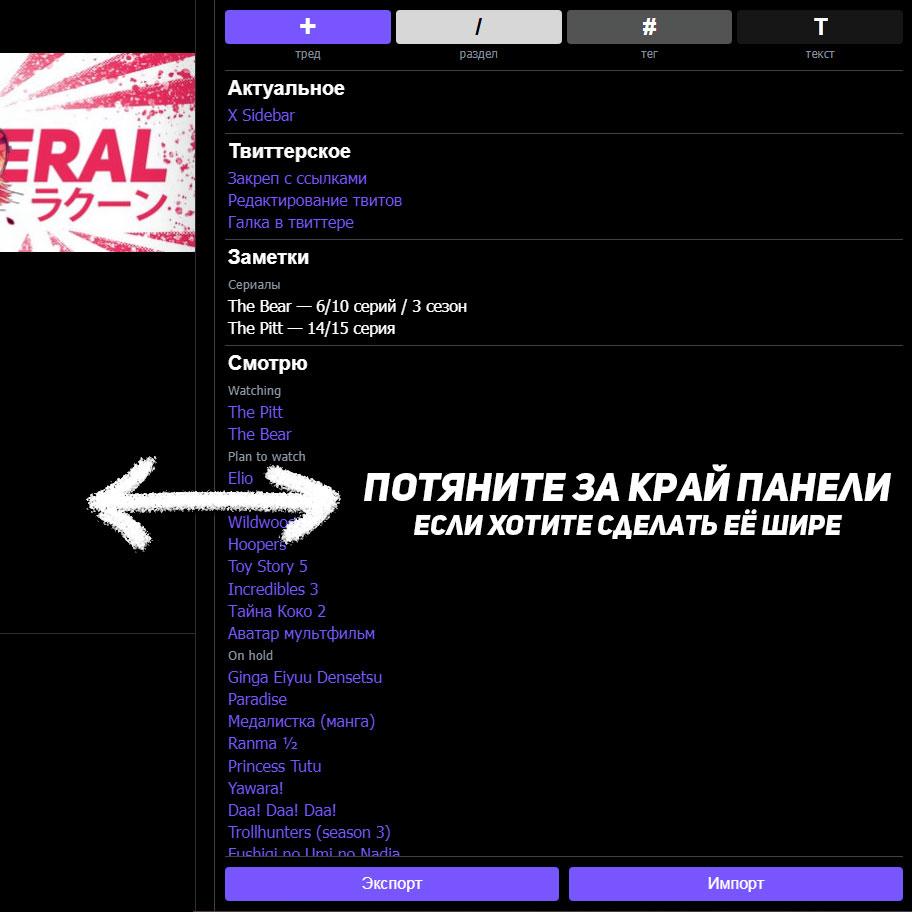 +
/
#
T
тред
раздел
тег
текст
Актуальное
X Sidebar
Твиттерское
Закреп с ссылками
Редактирование твитов
Галка в твиттере
ERAL
ラクーン
Заметки
Сериалы
The Bear — 6/10 серий / 3 сезон
The Pitt — 14/15 серия
Смотрю
Watching
The Pitt
The Bear
Plan to watch
Elio
ПОТЯНИТЕ ЗА КРАЙ ПАНЕЛИ
ЕСЛИ ХОТИТЕ СДЕЛАТЬ ЕЁ ШИРЕ
Wildwood
Hoopers
Toy Story 5
Incredibles 3
Тайна Коко 2
Аватар мультфильм
On hold
Ginga Eiyuu Densetsu
Paradise
Медалистка (манга)
Ranma ½
Princess Tutu
Yawara!
Daa! Daa! Daa!
Trollhunters (season 3)
Fushigi no Umi no Nadia
Экспорт
Импорт